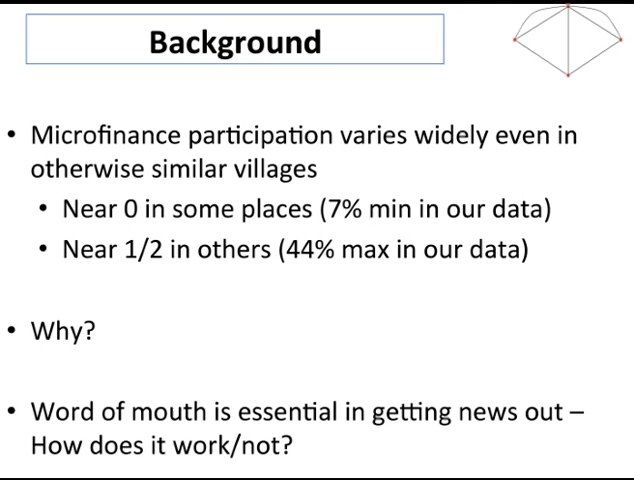 Background
• Microfinance participation varies widely even in
otherwise similar villages
• Near 0 in some places (7% min in our data)
• Near 1/2 in others (44% max in our data)
• Why?
• Word of mouth is essential in getting news out –
How does it work/not?